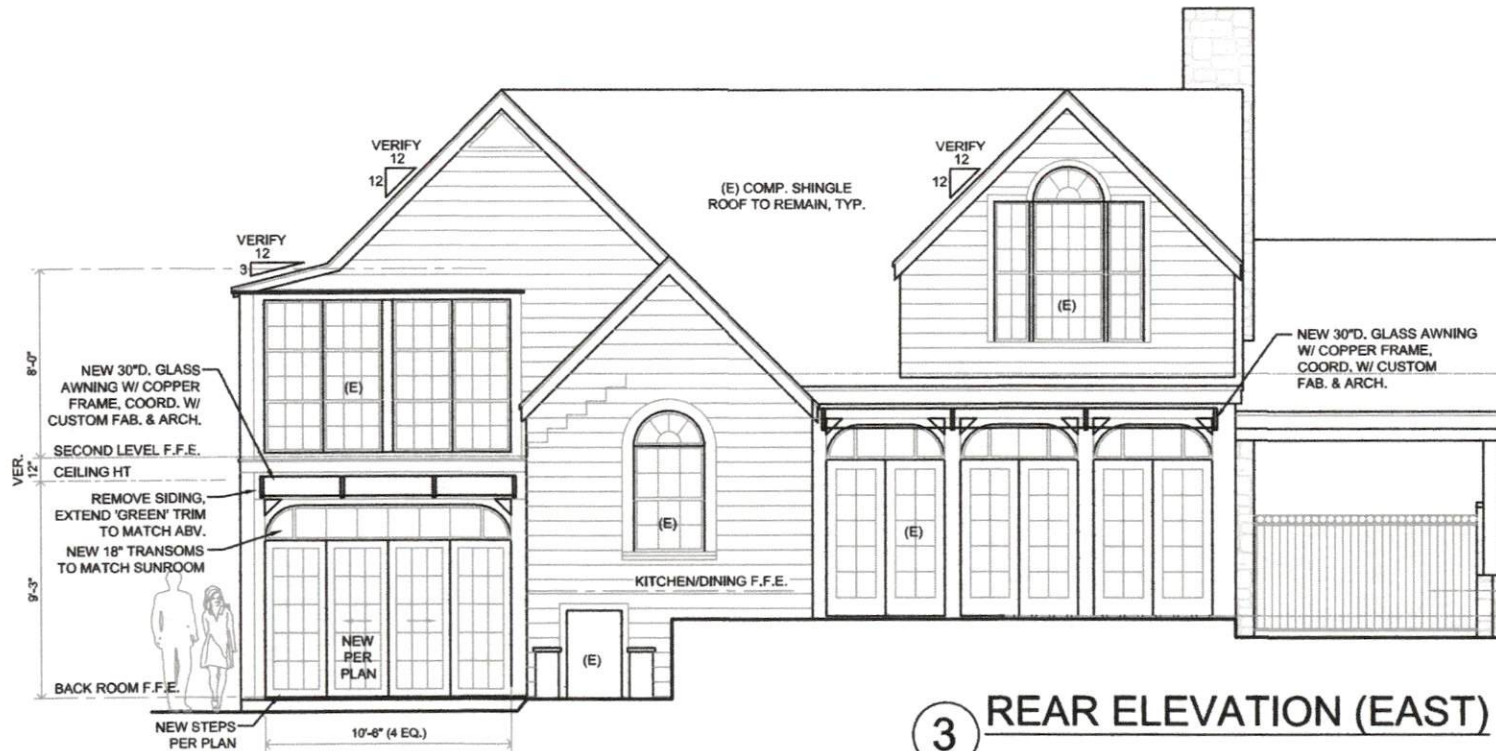 VERIFY
12
12
VERIFY
12
12
(E) COMP. SHINGLE
ROOF TO REMAIN, TYP.
VERIFY
12
3
(E)
NEW 30"D. GLASS AWNING
W/ COPPER FRAME,
COORD. W/ CUSTOM
FAB. & ARCH.
8'-0"
NEW 30"D. GLASS
AWNING W/ COPPER
FRAME, COORD. W/
CUSTOM FAB. & ARCH.
(E)
SECOND LEVEL F.F.E.
VER.
12"
CEILING HT
REMOVE SIDING,
EXTEND 'GREEN' TRIM
TO MATCH ABV.
NEW 18" TRANSOMS
TO MATCH SUNROOM
(E)
(E)
9'-3"
KITCHEN/DINING F.F.E.
NEW
PER
PLAN
(E)
BACK ROOM F.F.E.
NEW STEPS
PER PLAN
10'-6" (4 EQ.)
3 REAR ELEVATION (EAST)